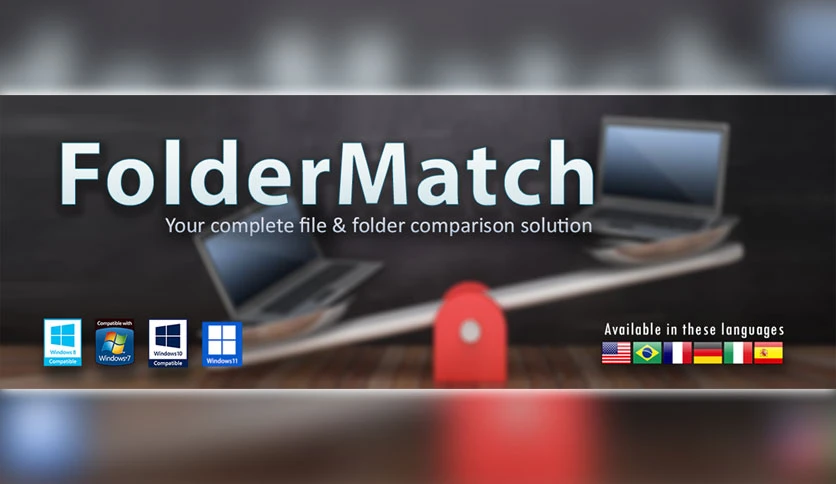 FolderMatch
Your complete file & folder comparison solution
Available in these languages
Windows 8
Compatible
Compatible with
Windows 7
Windows 10
Compatible
Windows 11